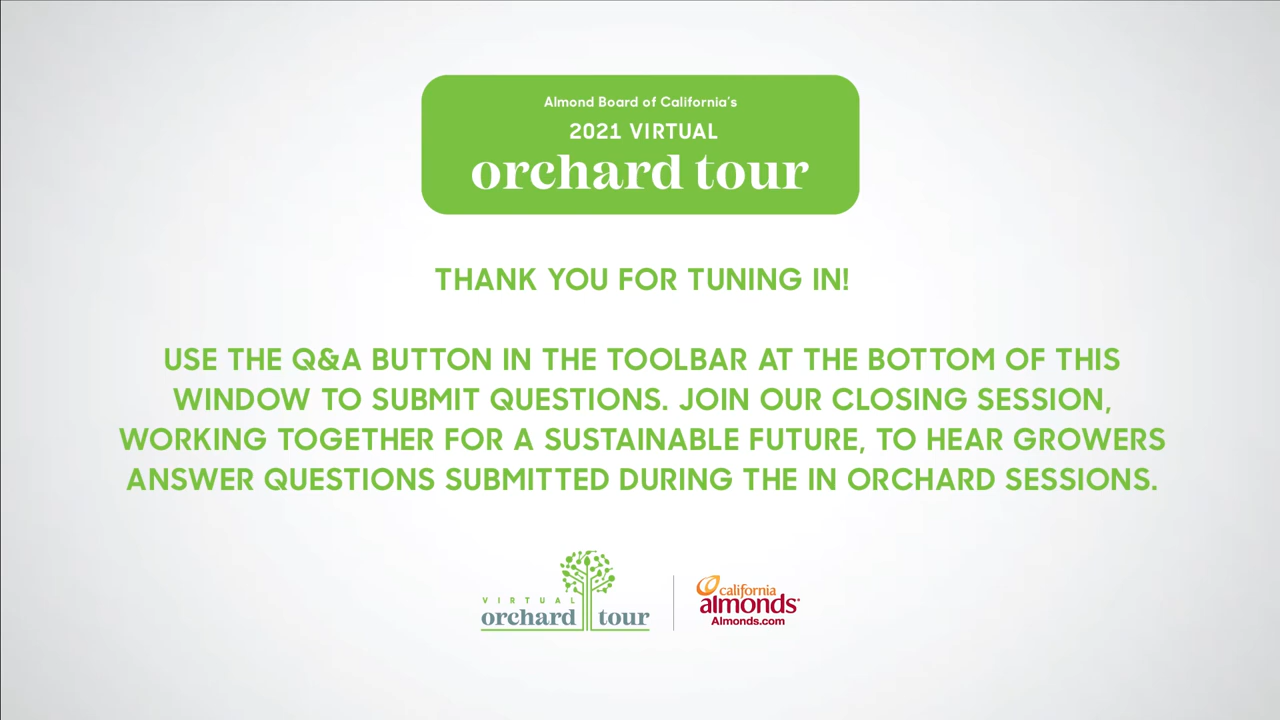 Almond Board of California's
2021 VIRTUAL
orchard tour
THANK YOU FOR TUNING IN!
USE THE Q&A BUTTON IN THE TOOLBAR AT THE BOTTOM OF THIS
WINDOW TO SUBMIT QUESTIONS. JOIN OUR CLOSING SESSION,
WORKING TOGETHER FOR A SUSTAINABLE FUTURE, TO HEAR GROWERS
ANSWER QUESTIONS SUBMITTED DURING THE IN ORCHARD SESSIONS.
VIRTUAL
orchard tour
california
almonds®
Almonds.com